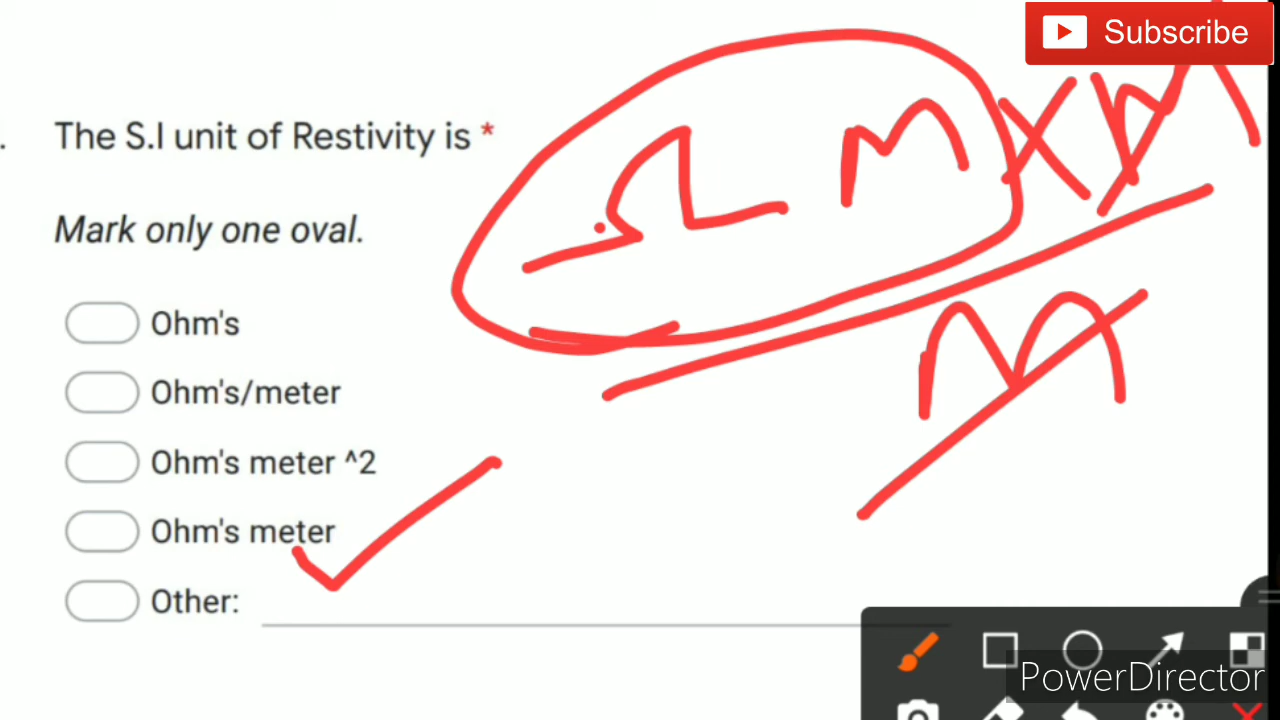 Subscribe
The S.I unit of Restivity is *
Ω m x m x m
Mark only one oval.
m
Ohm's
Ohm's/meter
Ohm's meter ^2
Ohm's meter
Other:
PowerDirector